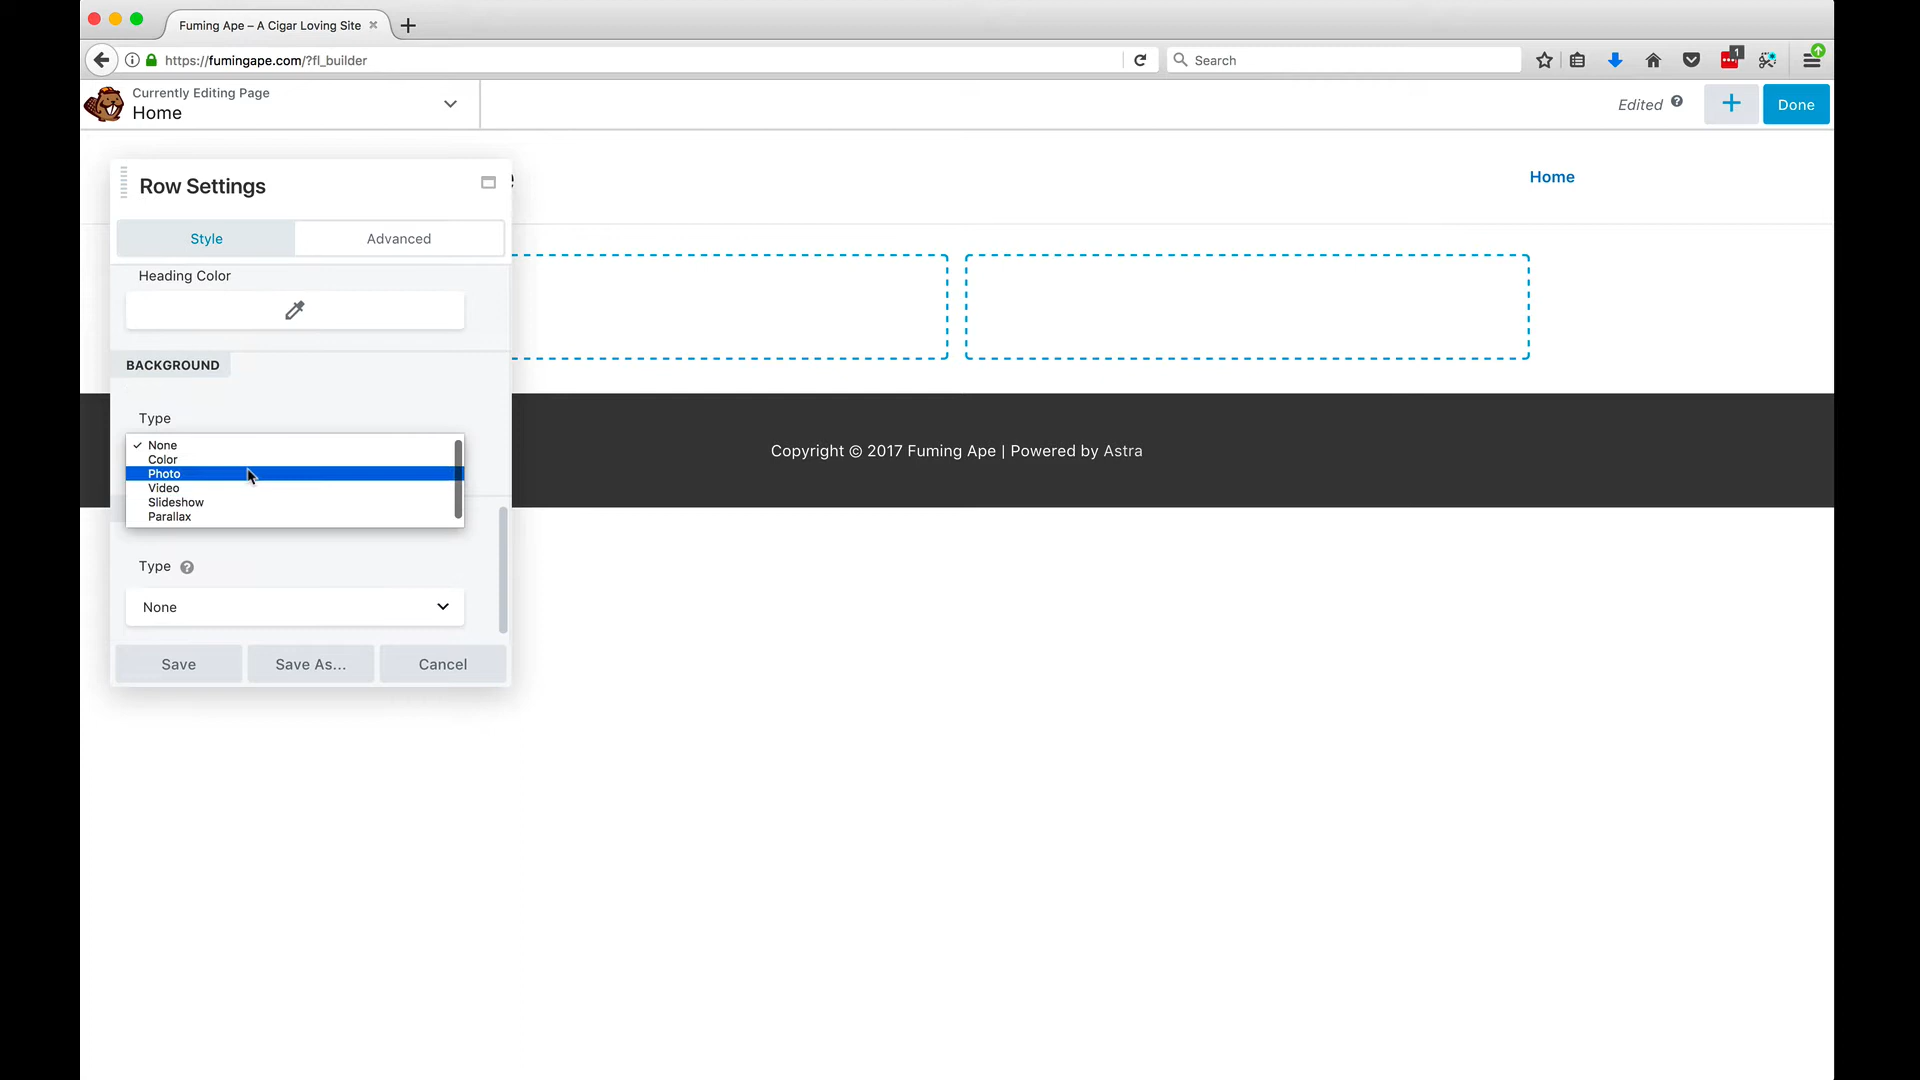 Fuming Ape – A Cigar Loving Site
https://fumingape.com/?fl_builder
Search
1
Currently Editing Page
Home
Edited
Done
Row Settings
Home
Style
Advanced
Heading Color
BACKGROUND
Type
✓ None
Color
Photo
Video
Slideshow
Parallax
Copyright © 2017 Fuming Ape | Powered by Astra
Type
None
Save
Save As...
Cancel